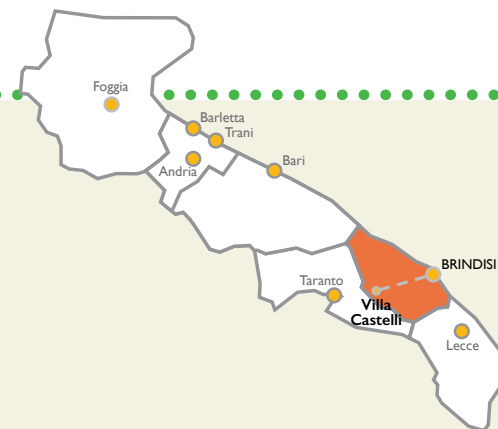 Foggia
Barletta
Trani
Andria
Bari
BRINDISI
Taranto
Villa
Castelli
Lecce